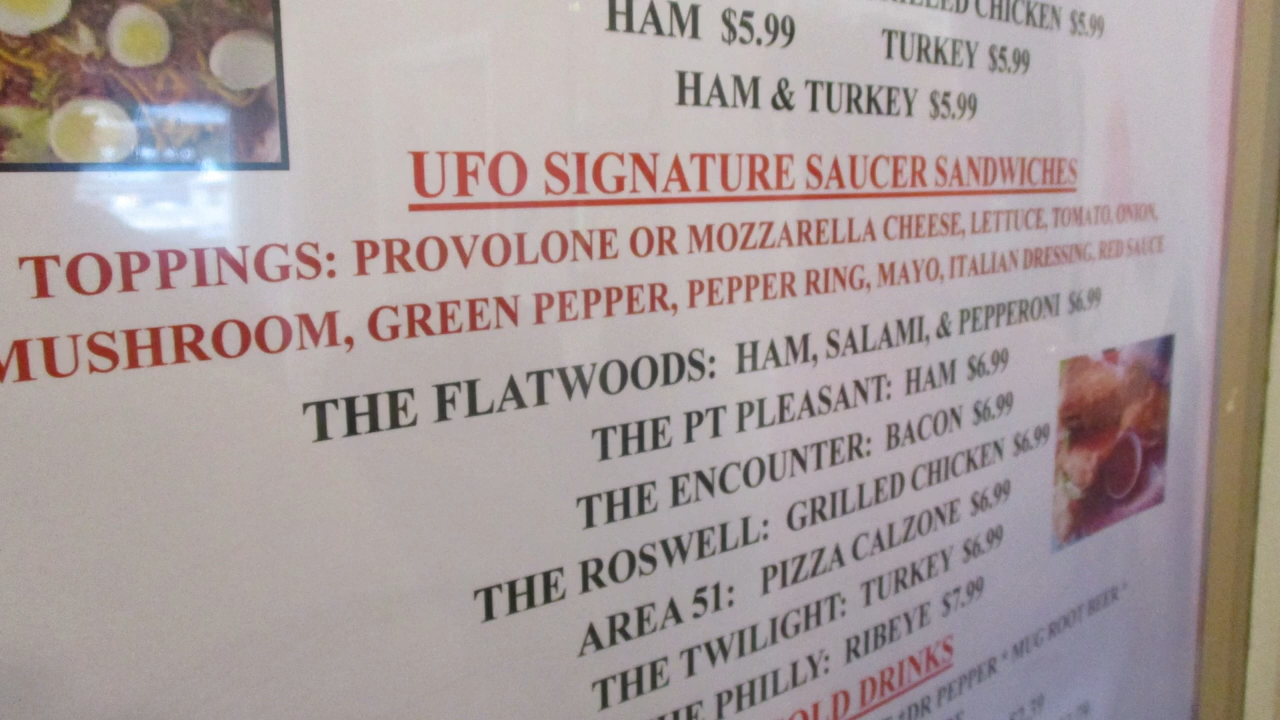 GRILLED CHICKEN $5.99
HAM $5.99 TURKEY $5.99
HAM & TURKEY $5.99
UFO SIGNATURE SAUCER SANDWICHES
TOPPINGS: PROVOLONE OR MOZZARELLA CHEESE, LETTUCE, TOMATO, ONION,
MUSHROOM, GREEN PEPPER, PEPPER RING, MAYO, ITALIAN DRESSING, RED SAUCE
THE FLATWOODS: HAM, SALAMI, & PEPPERONI $6.99
THE PT PLEASANT: HAM $6.99
THE ENCOUNTER: BACON $6.99
THE ROSWELL: GRILLED CHICKEN $6.99
AREA 51: PIZZA CALZONE $6.99
THE TWILIGHT: TURKEY $6.99
THE PHILLY: RIBEYE $7.99
OLD DRINKS
*DR PEPPER * MUG ROOT BEER *